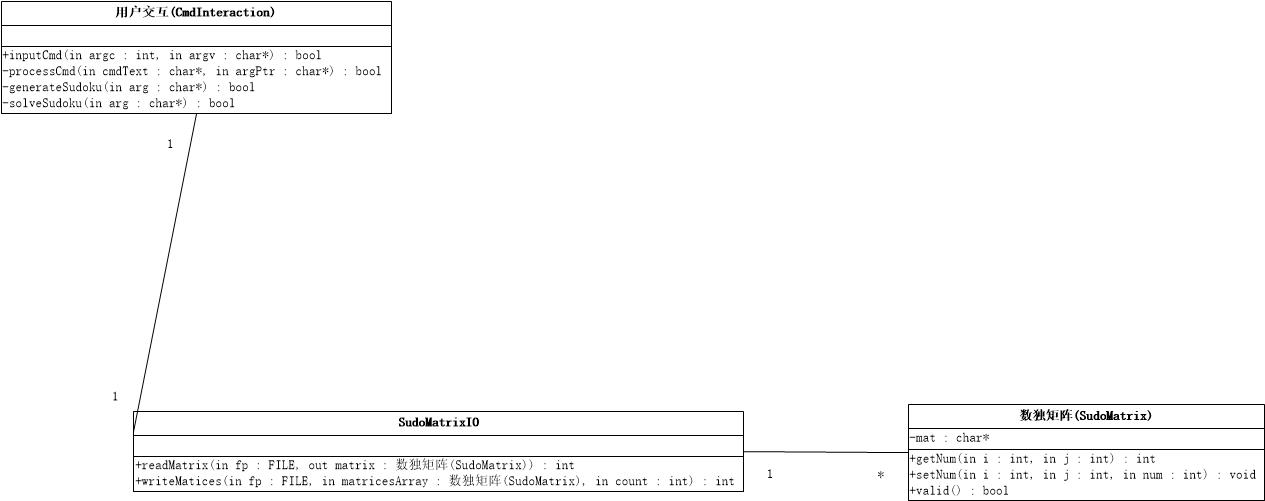 用户交互(CmdInteraction)
+inputCmd(in argc : int, in argv : char*) : bool
-processCmd(in cmdText : char*, in argPtr : char*) : bool
-generateSudoku(in arg : char*) : bool
-solveSudoku(in arg : char*) : bool
1
1
SudoMatrixIO
+readMatrix(in fp : FILE, out matrix : 数独矩阵(SudoMatrix)) : int
+writeMatices(in fp : FILE, in matricesArray : 数独矩阵(SudoMatrix), in count : int) : int
1
*
数独矩阵(SudoMatrix)
-mat : char*
+getNum(in i : int, in j : int) : int
+setNum(in i : int, in j : int, in num : int) : void
+valid() : bool